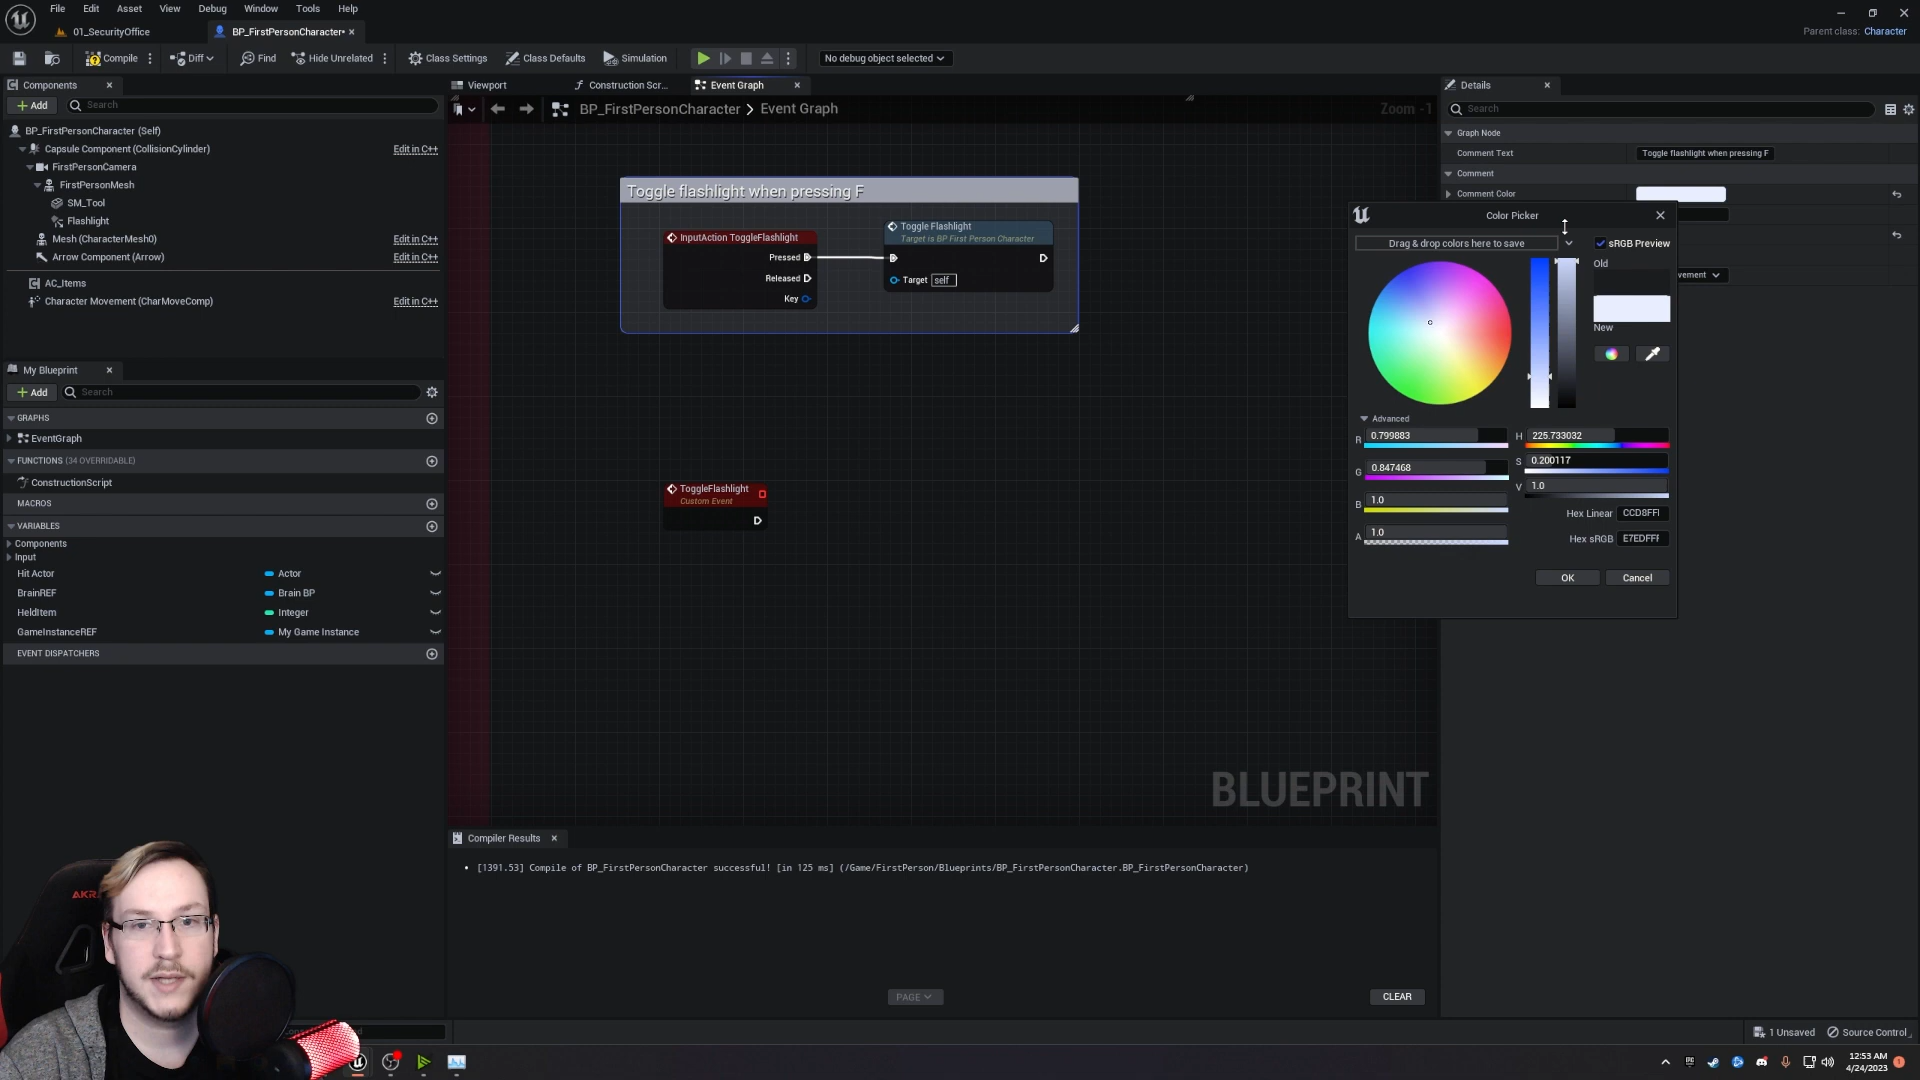 File Edit Asset View Debug Window Tools Help
01_SecurityOffice
BP_FirstPersonCharacter•
Parent class: Character
Compile
Diff
Find
Hide Unrelated
Class Settings
Class Defaults
Simulation
No debug object selected
Components
Viewport
Construction Scr...
Event Graph
Details
Add
Search
BP_FirstPersonCharacter > Event Graph
Zoom -1
Search
BP_FirstPersonCharacter (Self)
Capsule Component (CollisionCylinder)
Edit in C++
FirstPersonCamera
FirstPersonMesh
SM_Tool
Flashlight
Mesh (CharacterMesh0)
Edit in C++
Arrow Component (Arrow)
Edit in C++
AC_Items
Character Movement (CharMoveComp)
Edit in C++
Graph Node
Comment Text
Toggle flashlight when pressing F
Comment
Comment Color
Toggle flashlight when pressing F
InputAction ToggleFlashlight
Pressed
Released
Key
Toggle Flashlight
Target is BP First Person Character
Target self
Color Picker
Drag & drop colors here to save
sRGB Preview
Old
New
vement
Advanced
R 0.799883
G 0.847468
B 1.0
A 1.0
H 225.733032
S 0.200117
V 1.0
Hex Linear CCD8FFI
Hex sRGB E7EDFFF
OK
Cancel
My Blueprint
Add
Search
GRAPHS
EventGraph
FUNCTIONS (34 OVERRIDABLE)
ConstructionScript
MACROS
VARIABLES
Components
Input
Hit Actor
Actor
BrainREF
Brain BP
HeldItem
Integer
GameInstanceREF
My Game Instance
EVENT DISPATCHERS
ToggleFlashlight
Custom Event
BLUEPRINT
Compiler Results
• [1391.53] Compile of BP_FirstPersonCharacter successful! [in 125 ms] (/Game/FirstPerson/Blueprints/BP_FirstPersonCharacter.BP_FirstPersonCharacter)
PAGE
CLEAR
AKR
1 Unsaved
Source Control
12:53 AM
4/24/2023
1